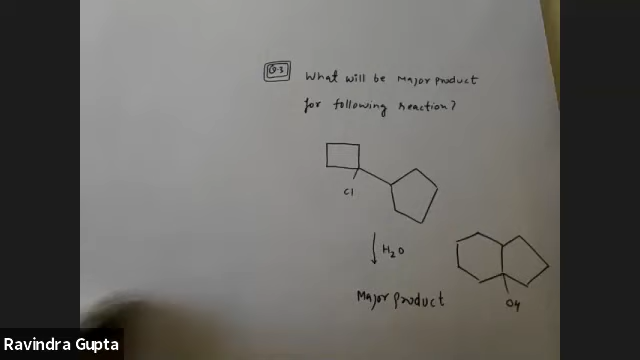 Q.3
What will be Major product
for following reaction?
Cl
H₂O
Major product
OH
Ravindra Gupta